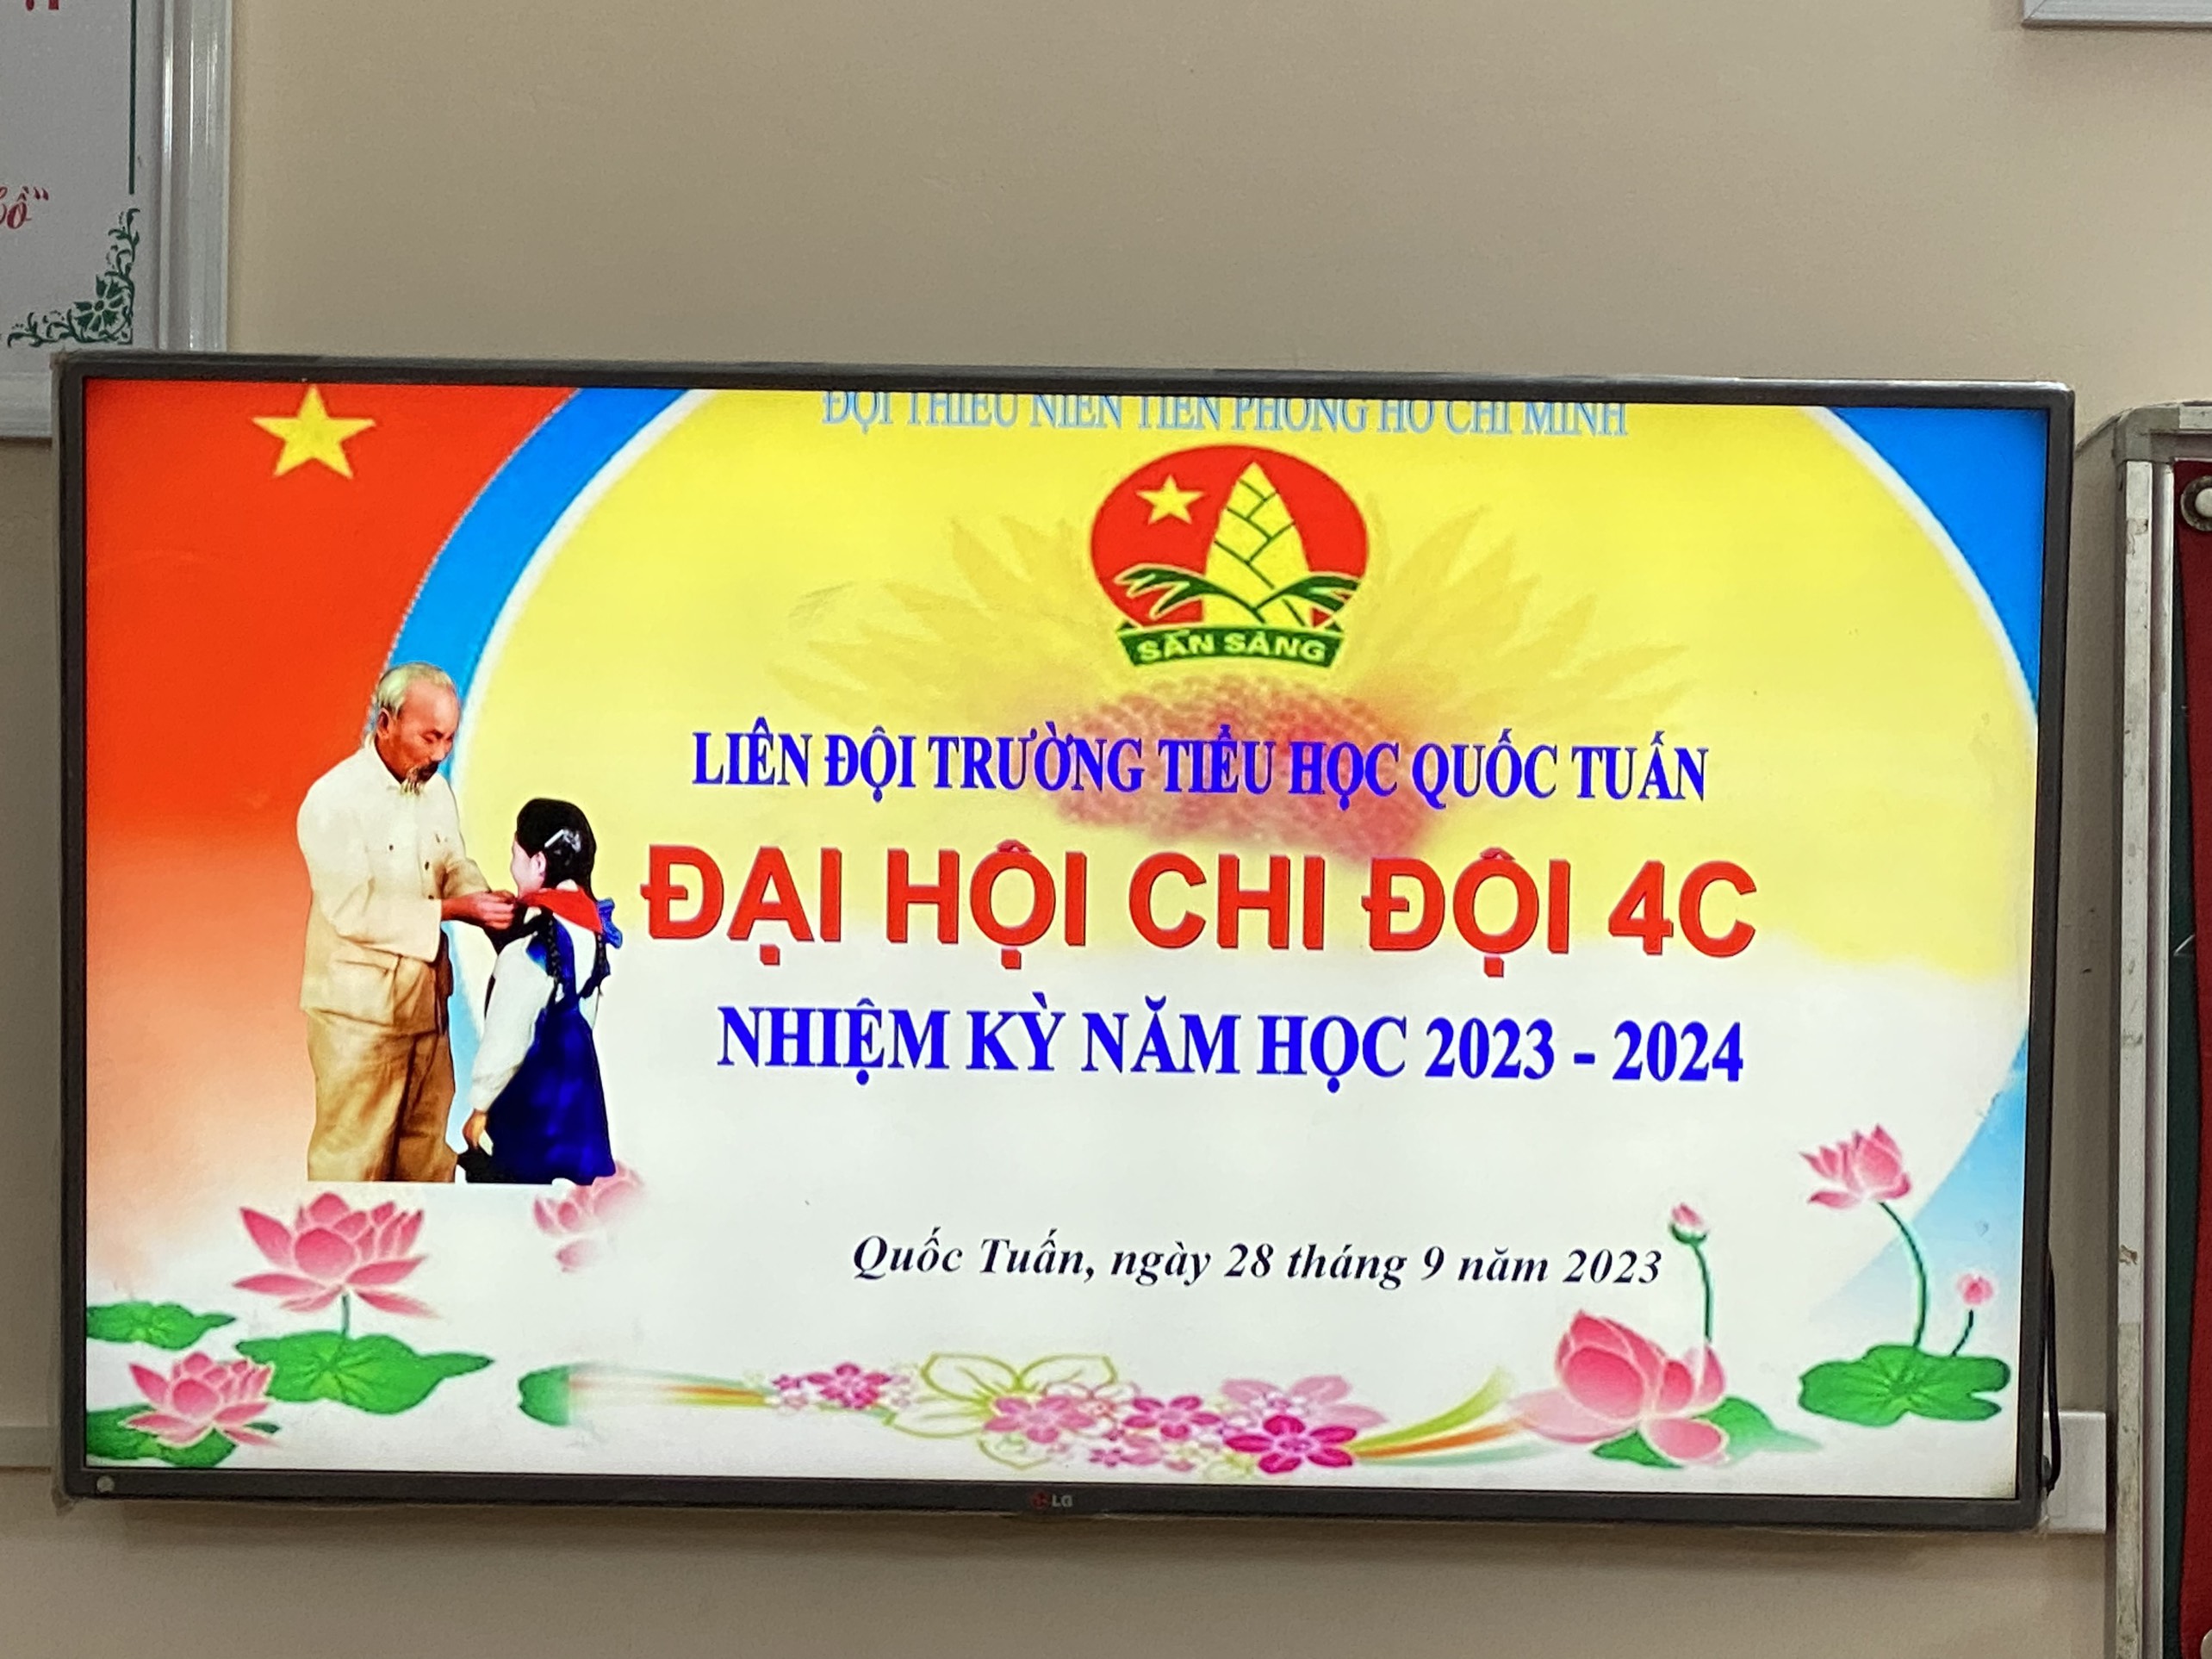 ĐỘI THIẾU NIÊN TIỀN PHONG HỒ CHÍ MINH
SẴN SÀNG
LIÊN ĐỘI TRƯỜNG TIỂU HỌC QUỐC TUẤN
ĐẠI HỘI CHI ĐỘI 4C
NHIỆM KỲ NĂM HỌC 2023 - 2024
Quốc Tuấn, ngày 28 tháng 9 năm 2023
LG